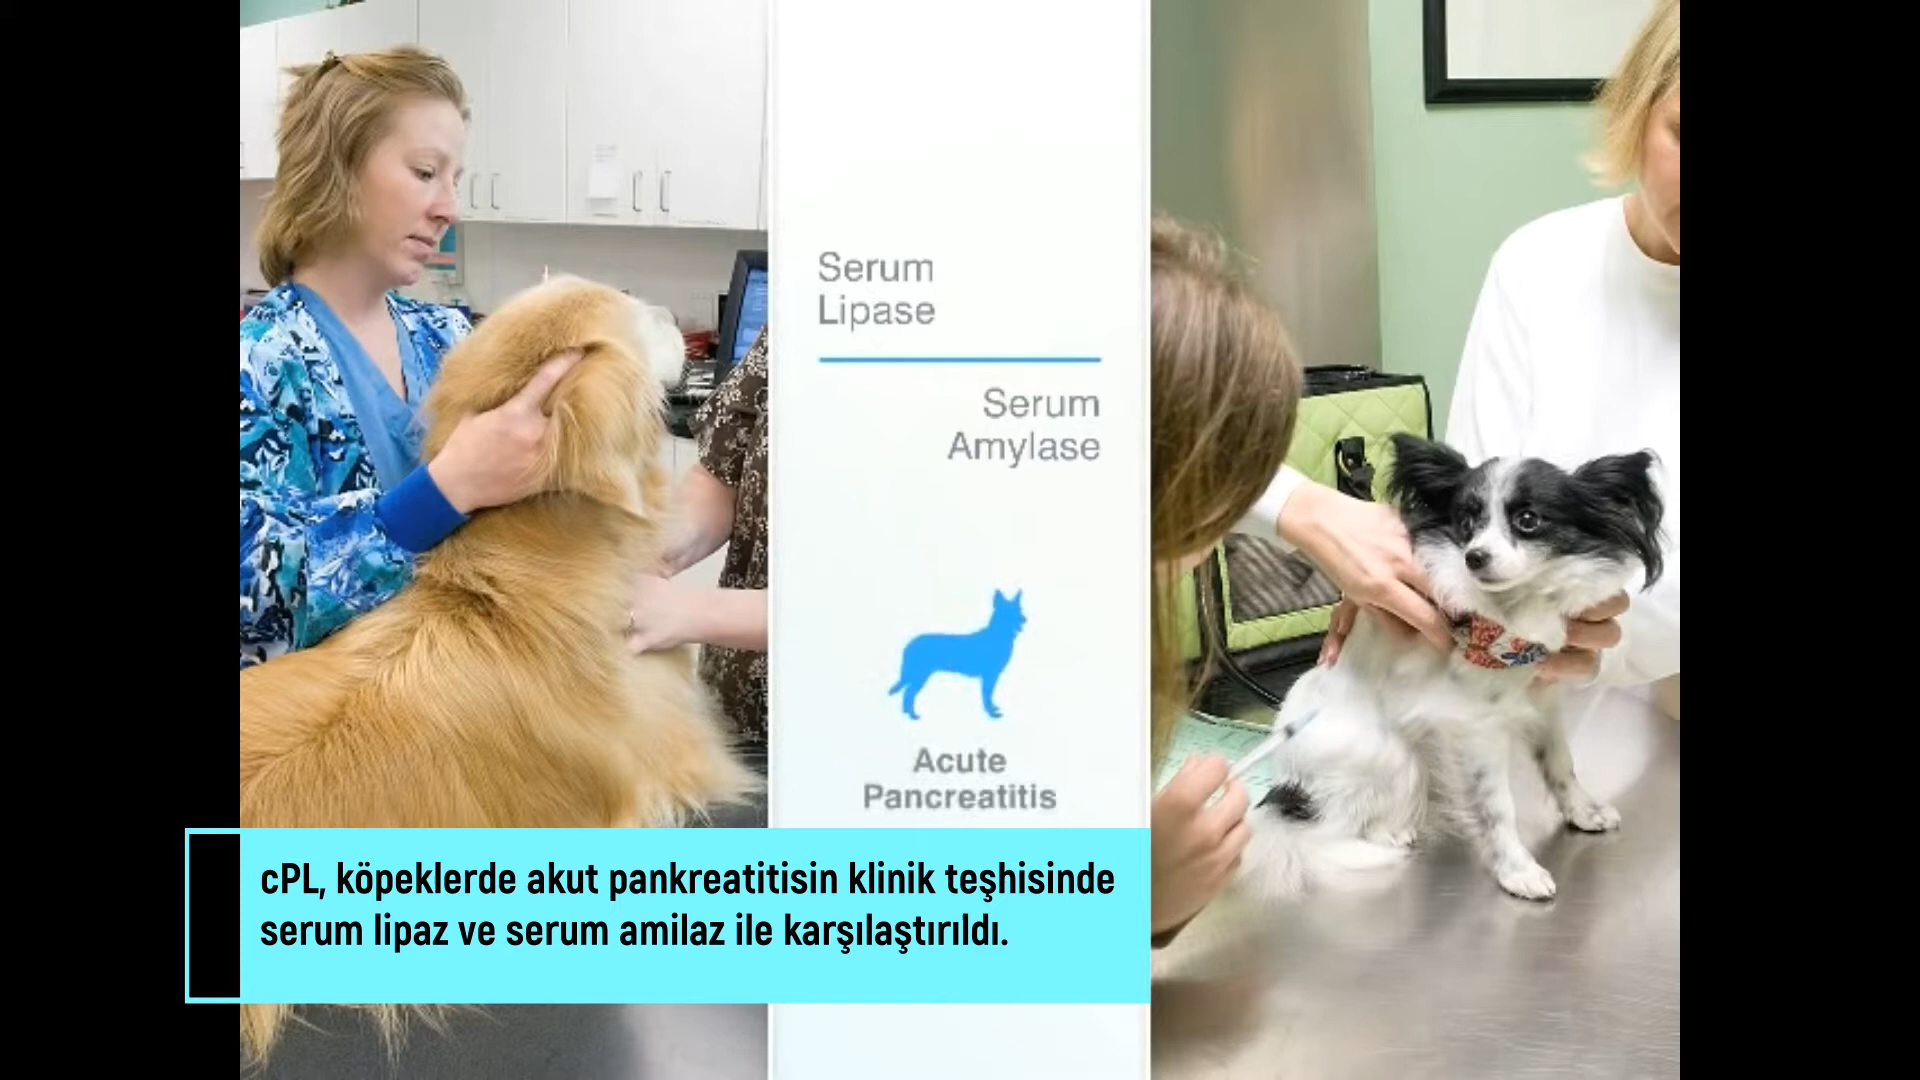 Serum
Lipase
Serum
Amylase
Acute
Pancreatitis
cPL, köpeklerde akut pankreatitisin klinik teşhisinde
serum lipaz ve serum amilaz ile karşılaştırıldı.